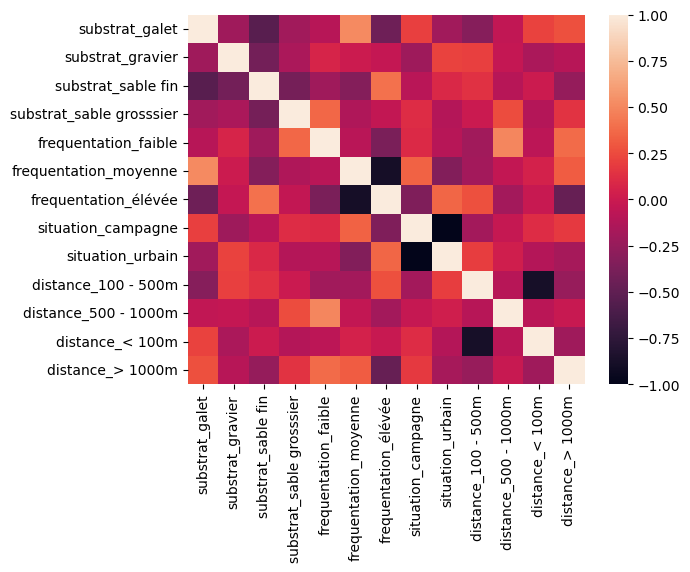 substrat_galet
substrat_gravier
substrat_sable fin
substrat_sable grosssier
frequentation_faible
frequentation_moyenne
frequentation_élévée
situation_campagne
situation_urbain
distance_100 - 500m
distance_500 - 1000m
distance_< 100m
distance_> 1000m
substrat_galet
substrat_gravier
substrat_sable fin
substrat_sable grosssier
frequentation_faible
frequentation_moyenne
frequentation_élévée
situation_campagne
situation_urbain
distance_100 - 500m
distance_500 - 1000m
distance_< 100m
distance_> 1000m
1.00
0.75
0.50
0.25
0.00
−0.25
−0.50
−0.75
−1.00